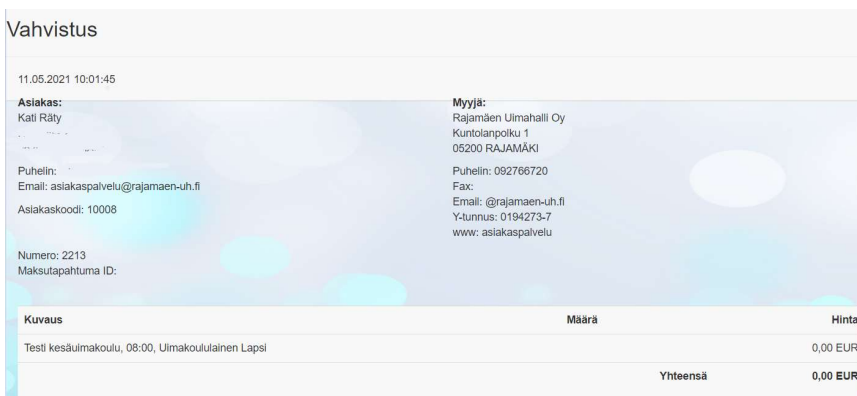 Vahvistus
11.05.2021 10:01:45
Asiakas:
Kati Räty
Puhelin:
Email: asiakaspalvelu@rajamaen-uh.fi
Asiakaskoodi: 10008
Myyjä:
Rajamäen Uimahalli Oy
Kuntolanpolku 1
05200 RAJAMÄKI
Puhelin: 092766720
Fax:
Email: @rajamaen-uh.fi
Y-tunnus: 0194273-7
www: asiakaspalvelu
Numero: 2213
Maksutapahtuma ID:
Kuvaus Määrä Hinta
Testi kesäuimakoulu, 08:00, Uimakoululainen Lapsi 0,00 EUR
Yhteensä 0,00 EUR